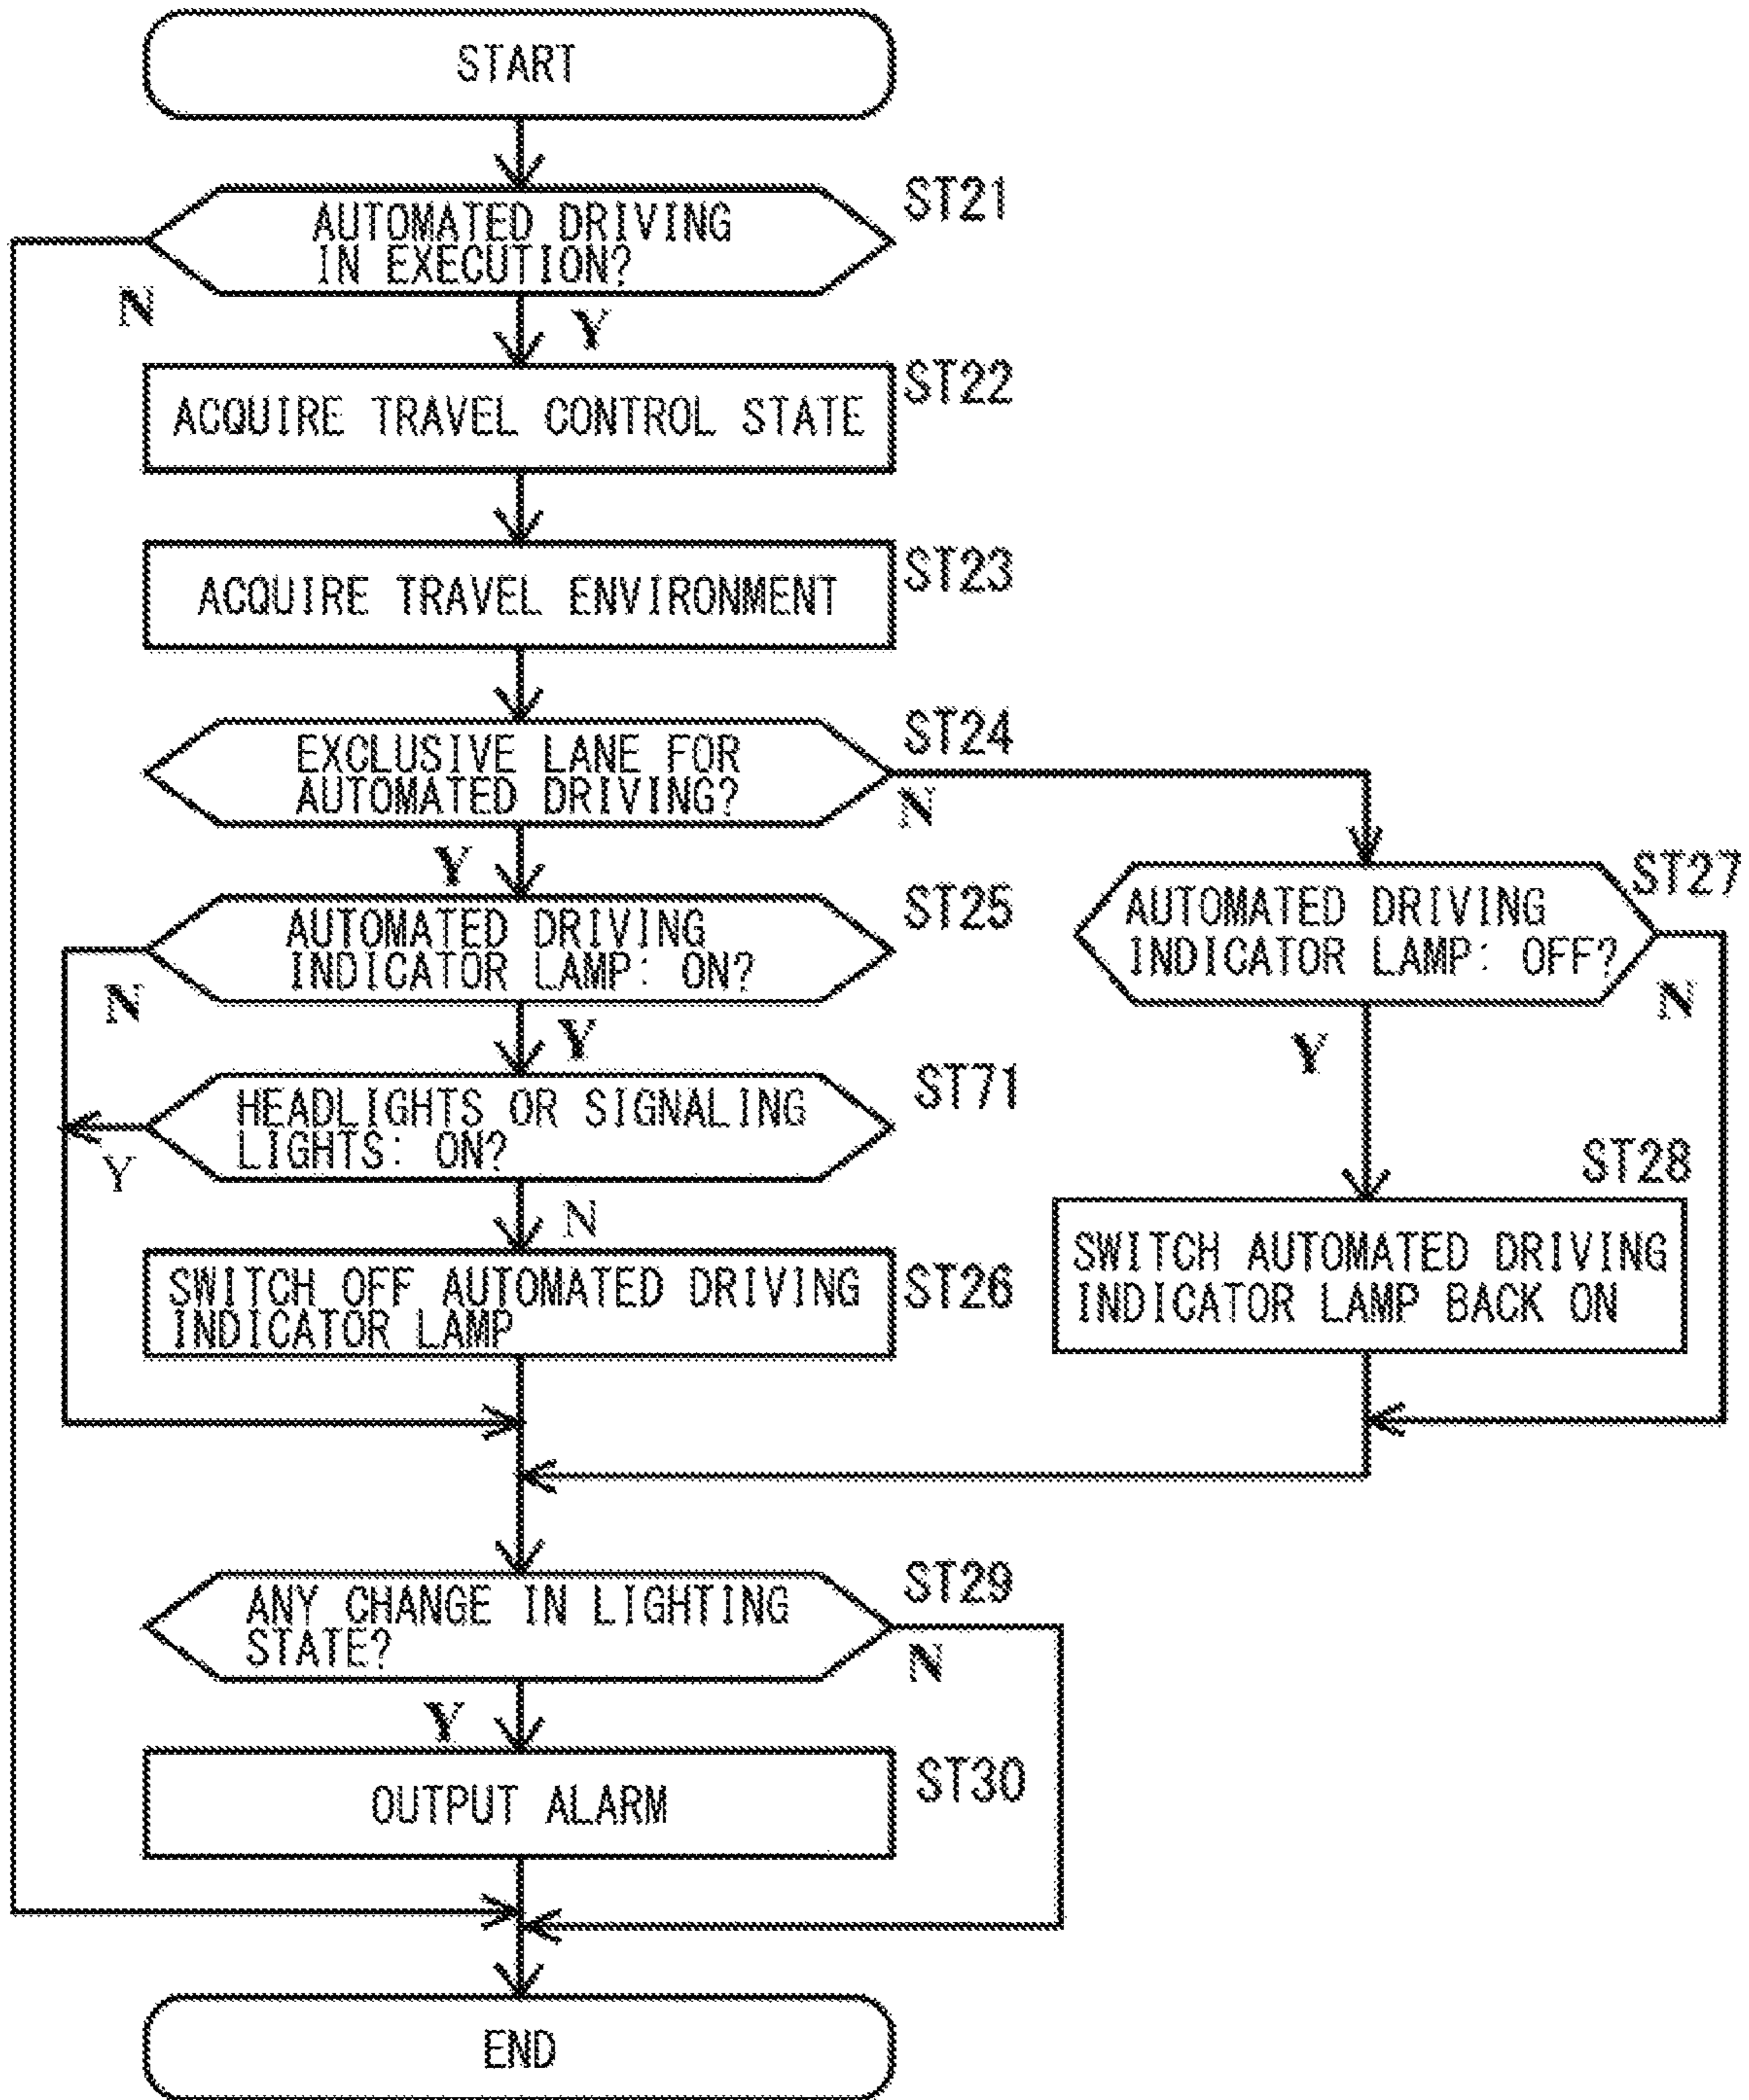 START
ST21
AUTOMATED DRIVING
IN EXECUTION?
N
Y
ST22
ACQUIRE TRAVEL CONTROL STATE
ST23
ACQUIRE TRAVEL ENVIRONMENT
ST24
EXCLUSIVE LANE FOR
AUTOMATED DRIVING?
N
Y
ST25
AUTOMATED DRIVING
INDICATOR LAMP: ON?
N
Y
ST27
AUTOMATED DRIVING
INDICATOR LAMP: OFF?
N
Y
ST71
HEADLIGHTS OR SIGNALING
LIGHTS: ON?
Y
N
ST28
SWITCH AUTOMATED DRIVING
INDICATOR LAMP BACK ON
ST26
SWITCH OFF AUTOMATED DRIVING
INDICATOR LAMP
ST29
ANY CHANGE IN LIGHTING
STATE?
N
Y
ST30
OUTPUT ALARM
END